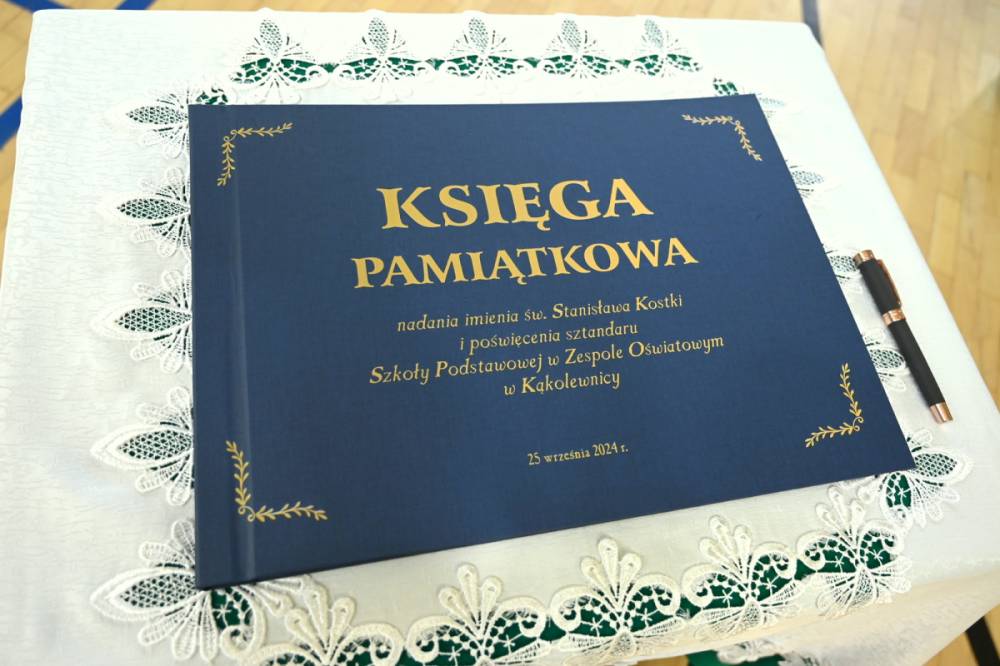 KSIĘGA
PAMIĄTKOWA
nadania imienia św. Stanisława Kostki
i poświęcenia sztandaru
Szkoły Podstawowej w Zespole Oświatowym
w Kąkolewnicy
25 września 2024 r.